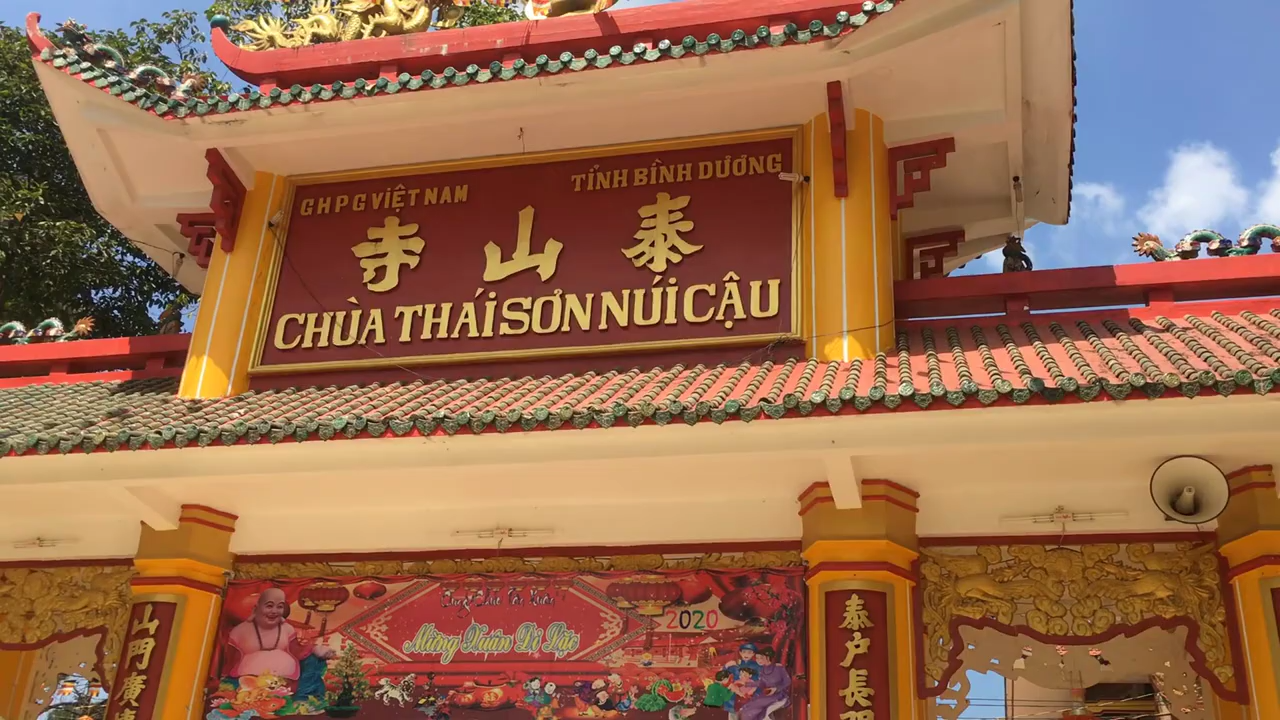 GHPG VIỆT NAM
TỈNH BÌNH DƯƠNG
寺 山 泰
CHÙA THÁI SƠN NÚI CẬU
Mừng Xuân Di Lặc
2020
山門廣
泰户長